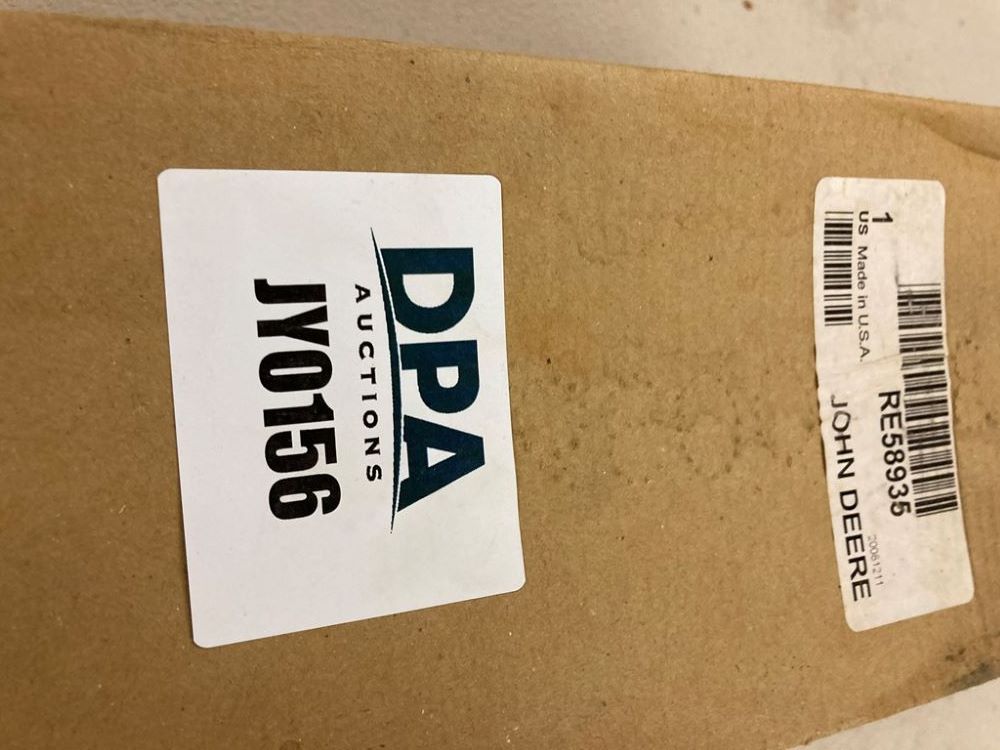 DPA
AUCTIONS
JY0156
RE58935
20061211
1
US Made in U.S.A.
JOHN DEERE